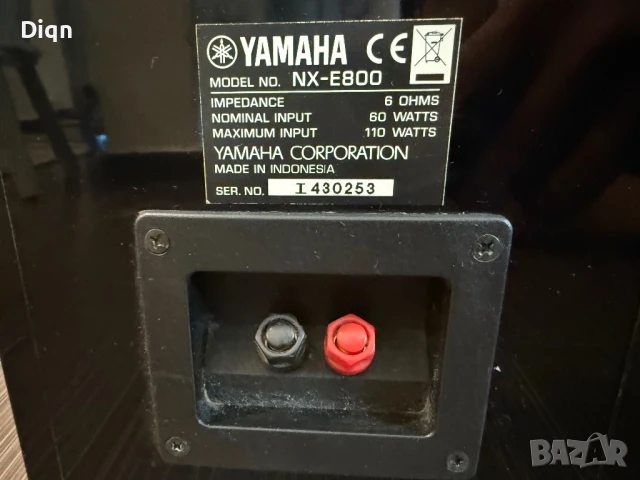 Diqn
YAMAHA CE
MODEL NO. NX-E800
IMPEDANCE 6 OHMS
NOMINAL INPUT 60 WATTS
MAXIMUM INPUT 110 WATTS
YAMAHA CORPORATION
MADE IN INDONESIA
SER. NO. I 430253
BAZAR